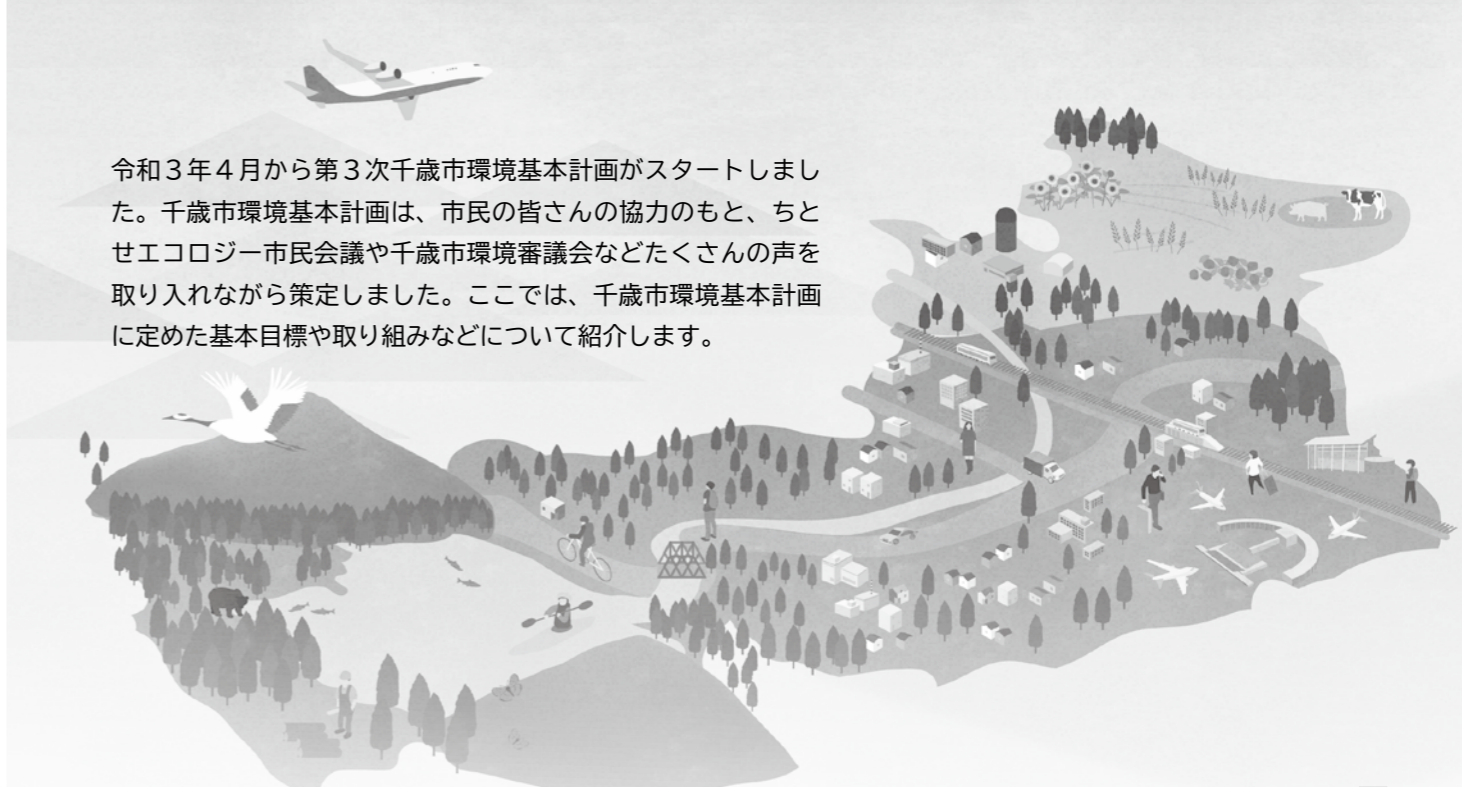 令和３年４月から第３次千歳市環境基本計画がスタートしまし
た。千歳市環境基本計画は、市民の皆さんの協力のもと、ちと
せエコロジー市民会議や千歳市環境審議会などたくさんの声を
取り入れながら策定しました。ここでは、千歳市環境基本計画
に定めた基本目標や取り組みなどについて紹介します。